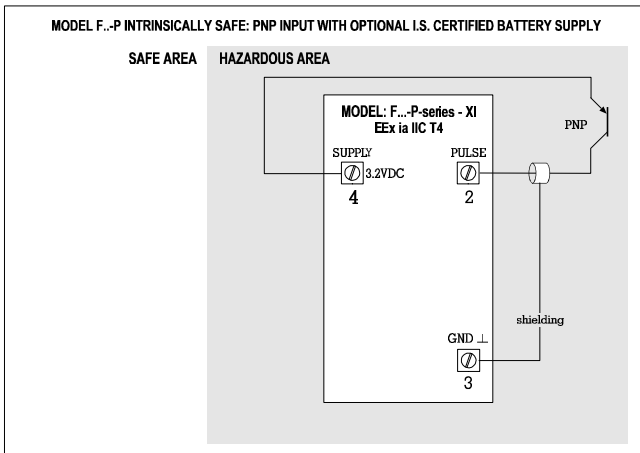 MODEL F..-P INTRINSICALLY SAFE: PNP INPUT WITH OPTIONAL I.S. CERTIFIED BATTERY SUPPLY
SAFE AREA HAZARDOUS AREA
MODEL: F...-P-series - XI
EEx ia IIC T4
PNP
SUPPLY PULSE
3.2VDC
4 2
shielding
GND ⊥
3